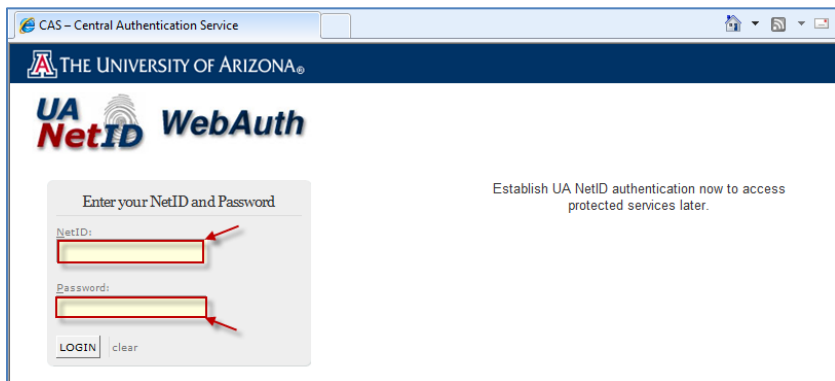 CAS – Central Authentication Service
A THE UNIVERSITY OF ARIZONA®
UA NetID WebAuth
Enter your NetID and Password
Establish UA NetID authentication now to access
protected services later.
NetID:
Password:
LOGIN clear